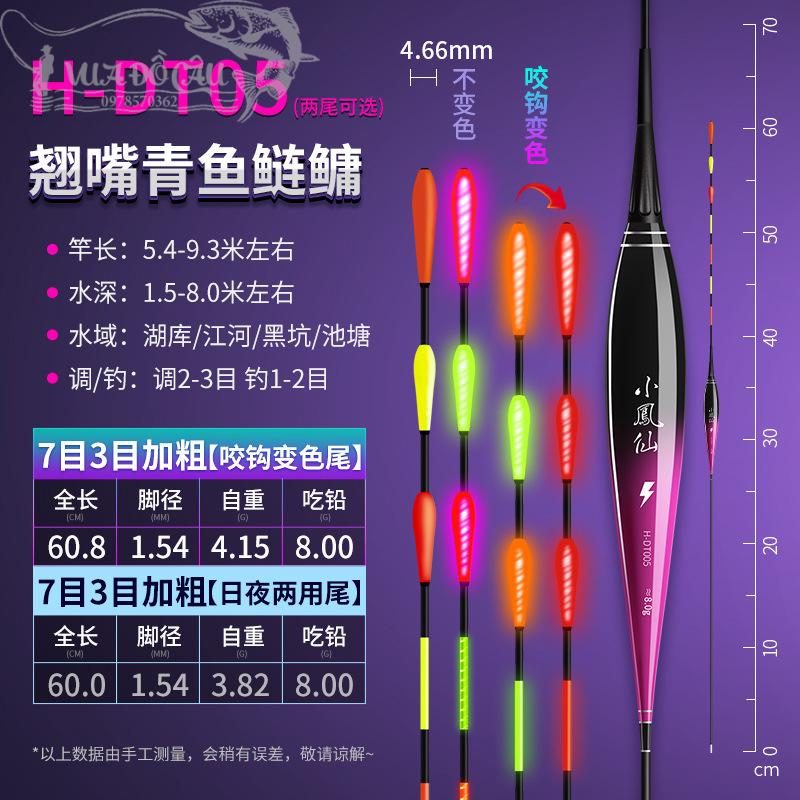 VUA ĐỒ CÂU
0978570362
H-DT05 (两尾可选)
翘嘴青鱼鲢鳙
竿长：5.4-9.3米左右
水深：1.5-8.0米左右
水域：湖库/江河/黑坑/池塘
调/钓：调2-3目 钓1-2目
7目3目加粗【咬钩变色尾】
全长 脚径 自重 吃铅
(CM) (MM) (G) (G)
60.8 1.54 4.15 8.00
7目3目加粗【日夜两用尾】
全长 脚径 自重 吃铅
(CM) (MM) (G) (G)
60.0 1.54 3.82 8.00
*以上数据由手工测量，会稍有误差，敬请谅解~
4.66mm
不变色
咬钩变色
小鳳仙
H-DT005 ≈8.0g
小鳳仙
70
60
50
40
30
20
10
0
cm